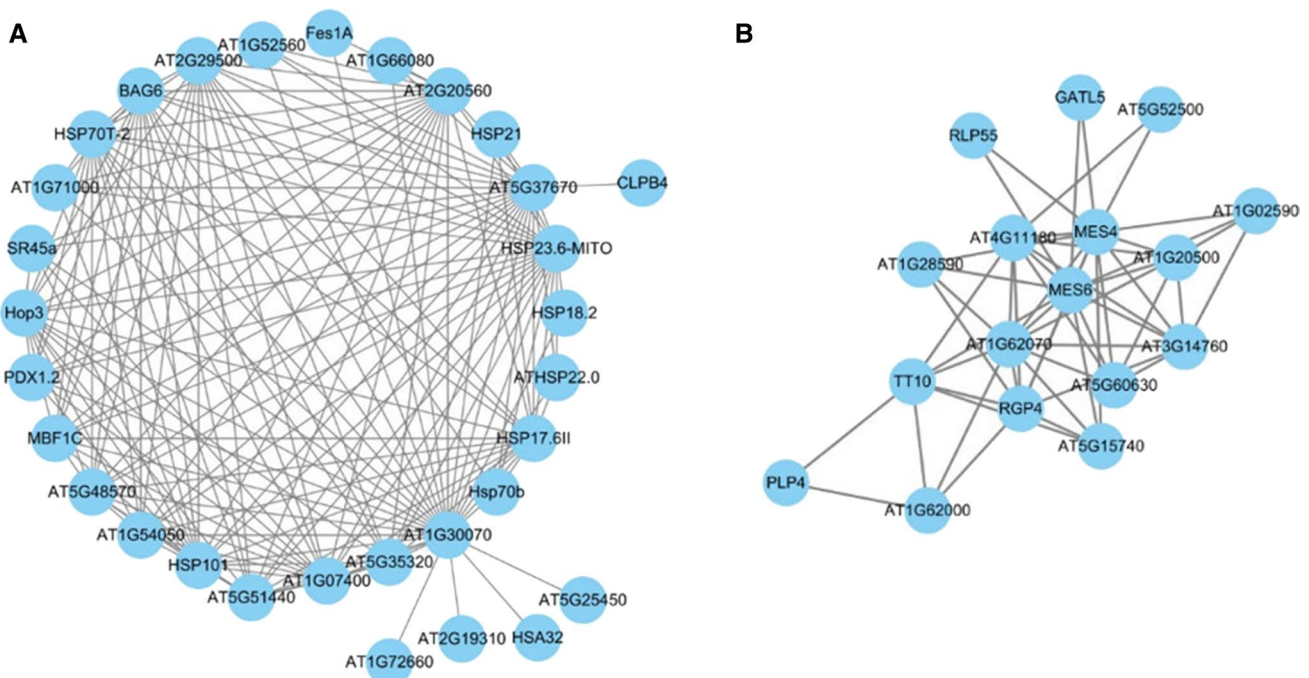 A
Fes1A
AT1G52560
AT2G29500
AT1G66080
BAG6
AT2G20560
HSP70T-2
HSP21
AT1G71000
AT5G37670
CLPB4
SR45a
HSP23.6-MITO
Hop3
HSP18.2
PDX1.2
ATHSP22.0
MBF1C
HSP17.6II
AT5G48570
Hsp70b
AT1G54050
AT1G30070
HSP101
AT5G35320
AT1G07400
AT5G51440
AT5G25450
AT2G19310
HSA32
AT1G72660
B
GATL5
AT5G52500
RLP55
AT1G02590
MES4
AT4G11180
AT1G20500
AT1G28590
MES6
AT1G62070
AT3G14760
TT10
AT5G60630
RGP4
AT5G15740
PLP4
AT1G62000